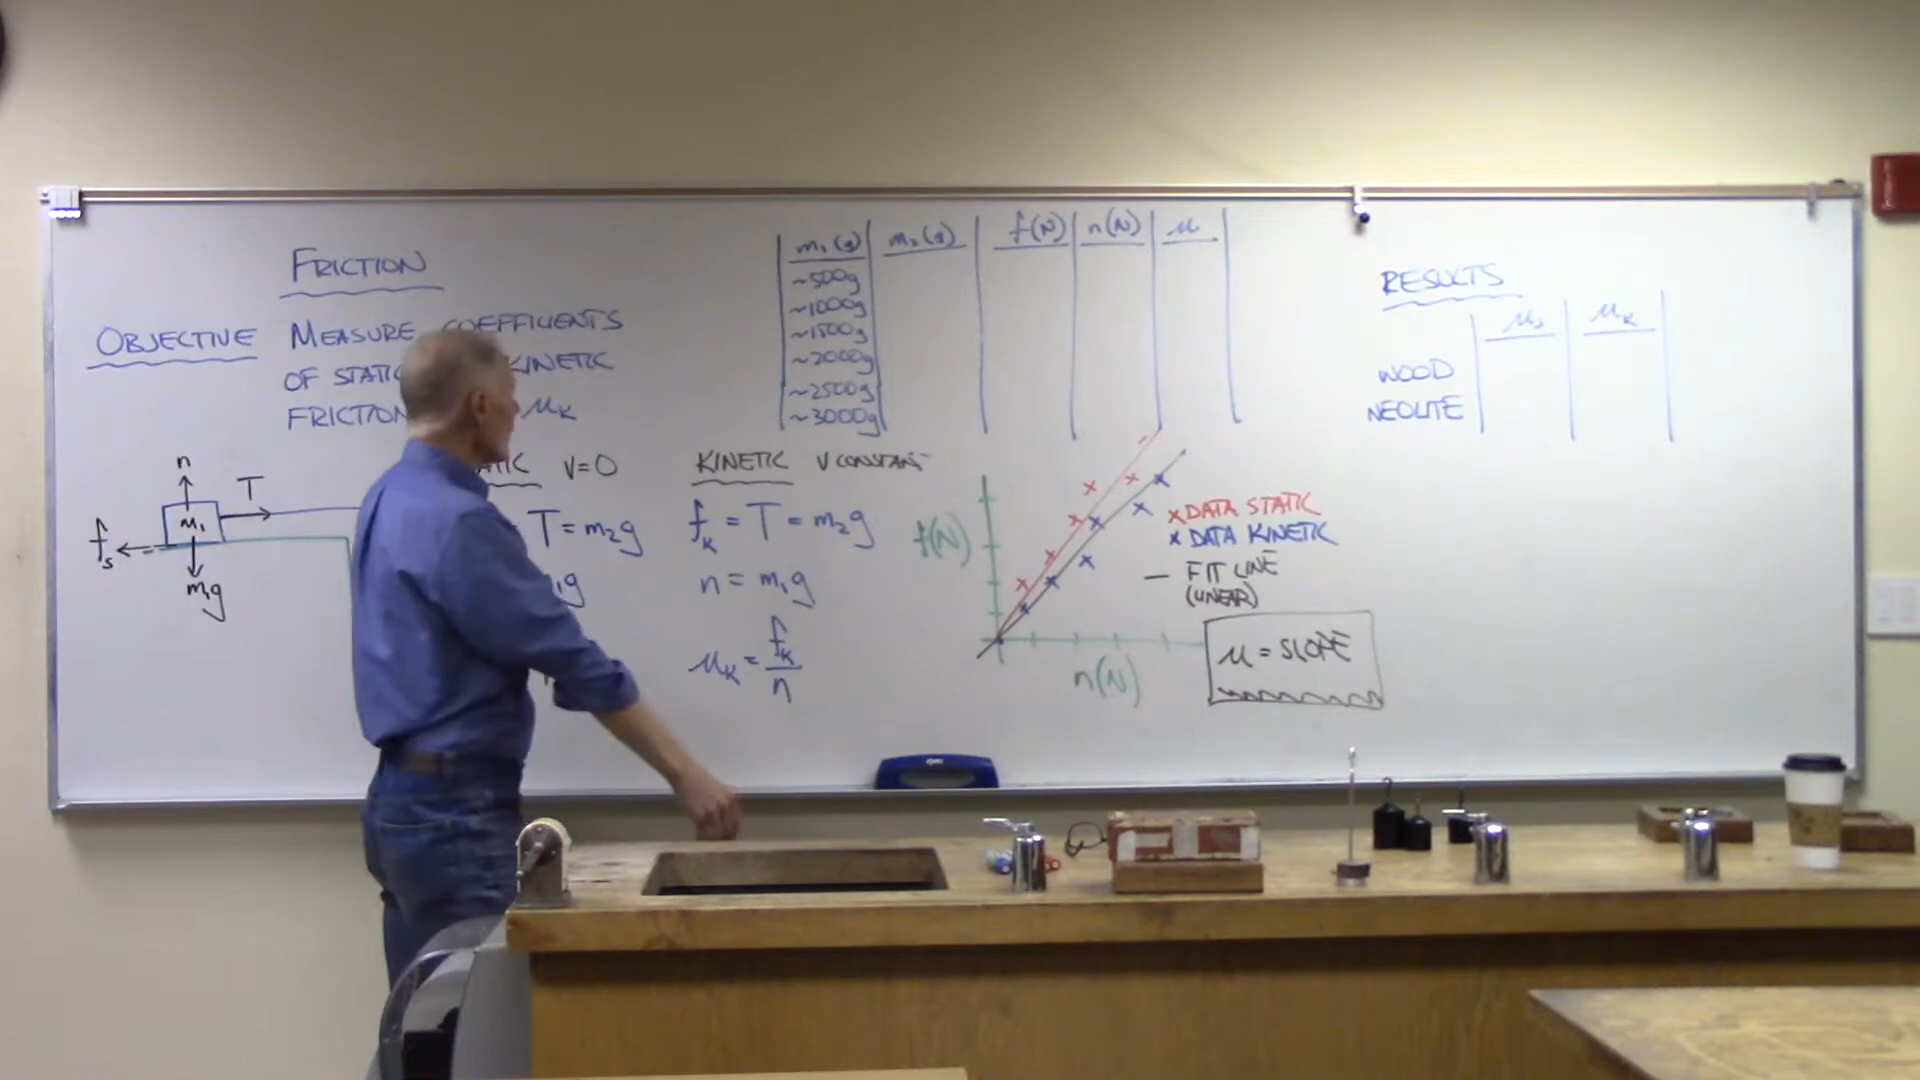 FRICTION
OBJECTIVE MEASURE COEFFICIENTS
OF STATIC KINETIC
FRICTION μK
n
T
m1
fs
m1g
V=0
T = m2g
1g
KINETIC V CONSTANT
fK = T = m2g
n = m1g
μK = fK/n
m1(g) m2(g) f(N) n(N) μ
~500g
~1000g
~1500g
~2000g
~2500g
~3000g
f(N)
n(N)
x DATA STATIC
x DATA KINETIC
— FIT LINE
(LINEAR)
μ = SLOPE
RESULTS
μs μK
WOOD
NEOLITE